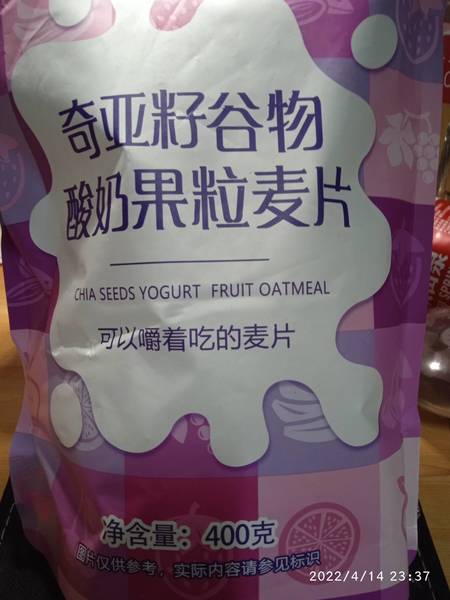 奇亚籽谷物
酸奶果粒麦片
CHIA SEEDS YOGURT FRUIT OATMEAL
可以嚼着吃的麦片
净含量：400克
图片仅供参考，实际内容请参见标识
2022/4/14 23:37